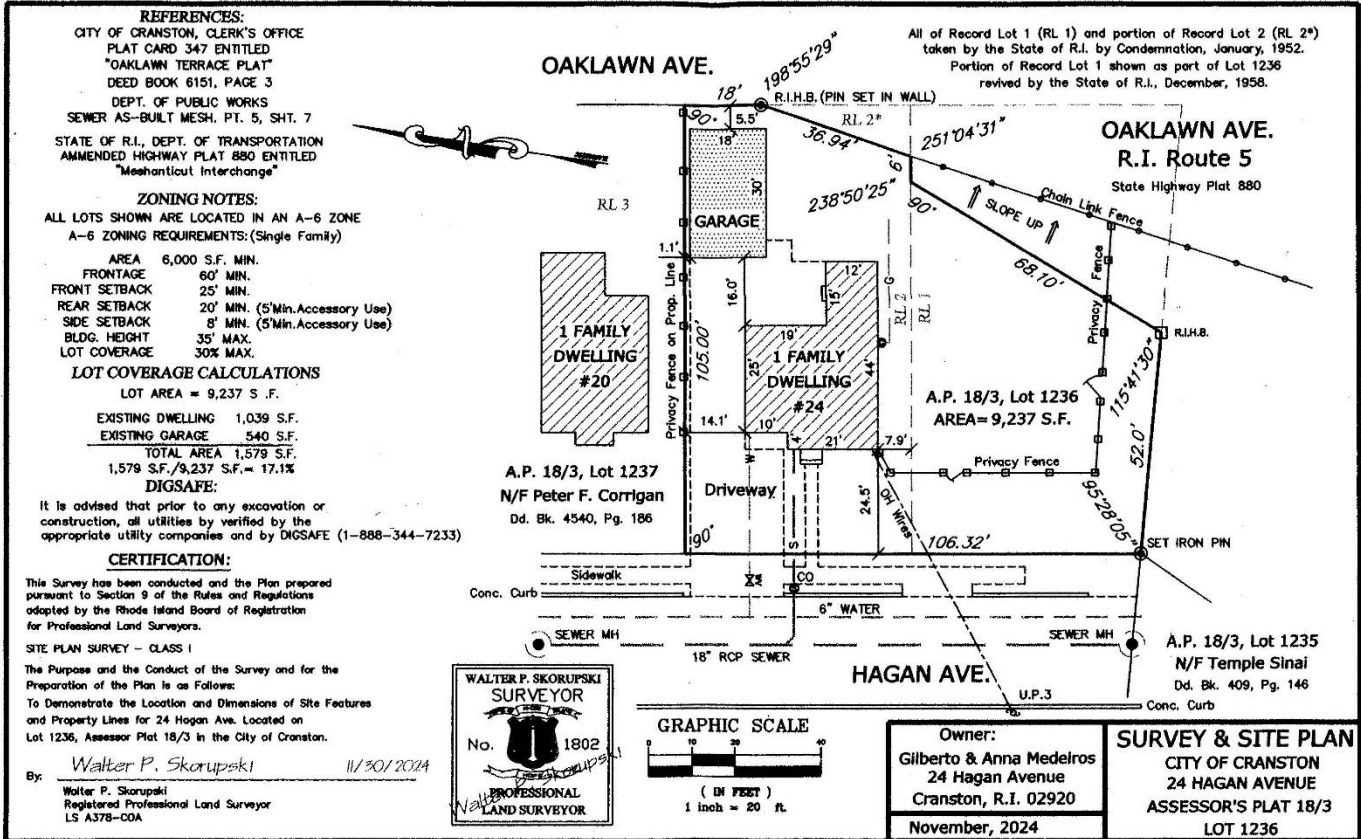 REFERENCES:
CITY OF CRANSTON, CLERK'S OFFICE
PLAT CARD 347 ENTITLED
"OAKLAWN TERRACE PLAT"
DEED BOOK 6151, PAGE 3
DEPT. OF PUBLIC WORKS
SEWER AS-BUILT MESH. PT. 5, SHT. 7
STATE OF R.I., DEPT. OF TRANSPORTATION
AMMENDED HIGHWAY PLAT 880 ENTITLED
"Meshanticut Interchange"
ZONING NOTES:
ALL LOTS SHOWN ARE LOCATED IN AN A-6 ZONE
A-6 ZONING REQUIREMENTS:(Single Family)
AREA 6,000 S.F. MIN.
FRONTAGE 60' MIN.
FRONT SETBACK 25' MIN.
REAR SETBACK 20' MIN. (5'Min.Accessory Use)
SIDE SETBACK 8' MIN. (5'Min.Accessory Use)
BLDG. HEIGHT 35' MAX.
LOT COVERAGE 30% MAX.
LOT COVERAGE CALCULATIONS
LOT AREA = 9,237 S .F.
EXISTING DWELLING 1,039 S.F.
EXISTING GARAGE 540 S.F.
TOTAL AREA 1,579 S.F.
1,579 S.F./9,237 S.F.= 17.1%
DIGSAFE:
It is advised that prior to any excavation or
construction, all utilities by verified by the
appropriate utility companies and by DIGSAFE (1-888-344-7233)
CERTIFICATION:
This Survey has been conducted and the Plan prepared
pursuant to Section 9 of the Rules and Regulations
adopted by the Rhode Island Board of Registration
for Professional Land Surveyors.
SITE PLAN SURVEY - CLASS I
The Purpose and the Conduct of the Survey and for the
Preparation of the Plan is as Follows:
To Demonstrate the Location and Dimensions of Site Features
and Property Lines for 24 Hagan Ave. Located on
Lot 1236, Assessor Plat 18/3 in the City of Cranston.
By: Walter P. Skorupski 11/30/2024
Walter P. Skorupski
Registered Professional Land Surveyor
LS A378-COA
All of Record Lot 1 (RL 1) and portion of Record Lot 2 (RL 2*)
taken by the State of R.I. by Condemnation, January, 1952.
Portion of Record Lot 1 shown as part of Lot 1236
revived by the State of R.I., December, 1958.
OAKLAWN AVE.
198°55'29"
18'
R.I.H.B. (PIN SET IN WALL)
90°
5.5'
18'
RL 2*
36.94'
251°04'31"
OAKLAWN AVE.
R.I. Route 5
State Highway Plat 880
6'
238°50'25"
90°
SLOPE UP
Chain Link Fence
68.10'
RL 3
30'
GARAGE
1.1'
16.0'
12'
15'
G
RL 2
RL 1
Privacy Fence
R.I.H.B.
115°41'30"
1 FAMILY
DWELLING
#20
Privacy Fence on Prop. Line
105.00'
19'
25'
1 FAMILY
DWELLING
#24
44'
A.P. 18/3, Lot 1236
AREA= 9,237 S.F.
52.0'
14.1'
10'
4'
21'
7.9'
Privacy Fence
95°28'05"
A.P. 18/3, Lot 1237
N/F Peter F. Corrigan
Dd. Bk. 4540, Pg. 186
W
Driveway
S
24.5'
OH Wires
90°
106.32'
SET IRON PIN
Sidewalk
Conc. Curb
WV
CO
6" WATER
SEWER MH
18" RCP SEWER
SEWER MH
HAGAN AVE.
A.P. 18/3, Lot 1235
N/F Temple Sinai
Dd. Bk. 409, Pg. 146
U.P.3
Conc. Curb
WALTER P. SKORUPSKI
SURVEYOR
No. 1802
Walter P. Skorupski
PROFESSIONAL
LAND SURVEYOR
GRAPHIC SCALE
0 10 20 40
( IN FEET )
1 inch = 20 ft.
Owner:
Gilberto & Anna Medeiros
24 Hagan Avenue
Cranston, R.I. 02920
November, 2024
SURVEY & SITE PLAN
CITY OF CRANSTON
24 HAGAN AVENUE
ASSESSOR'S PLAT 18/3
LOT 1236